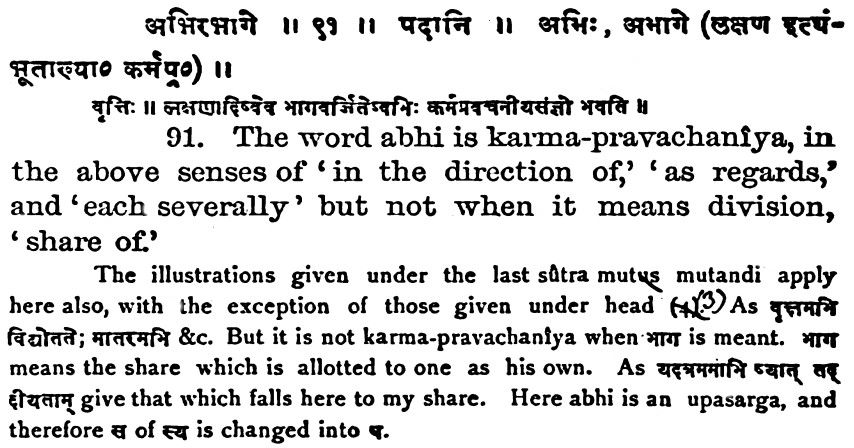 अभिरभागे ॥ ९१ ॥ पदानि ॥ अभिः, अभागे (लक्षण इत्थं-
भूताख्या० कर्मप्र०) ॥
वृत्तिः ॥ लक्षणादिष्वेव भागवर्जितेष्वभिः कर्मप्रवचनीयसंज्ञो भवति ॥
91. The word abhi is karma-pravachanîya, in
the above senses of ‘in the direction of,’ ‘as regards,’
and ‘each severally’ but not when it means division,
‘share of.’
The illustrations given under the last sûtra mutus mutandi apply
here also, with the exception of those given under head (3) As वृक्षमभि
विद्योतते; मातरमभि &c. But it is not karma-pravachanîya when भाग is meant. भाग
means the share which is allotted to one as his own. As यदत्रममाभि ष्यात् तद्
दीयताम् give that which falls here to my share. Here abhi is an upasarga, and
therefore स of स्य is changed into ष.